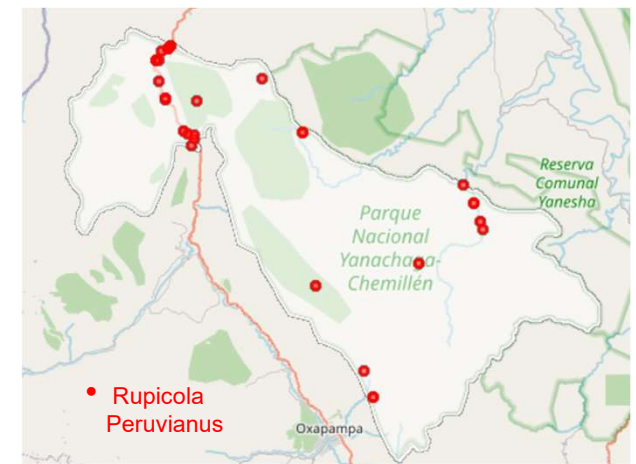 Reserva
Comunal
Yanesha
Parque
Nacional
Yanachaga-
Chemillén
Rupicola
Peruvianus
Oxapampa